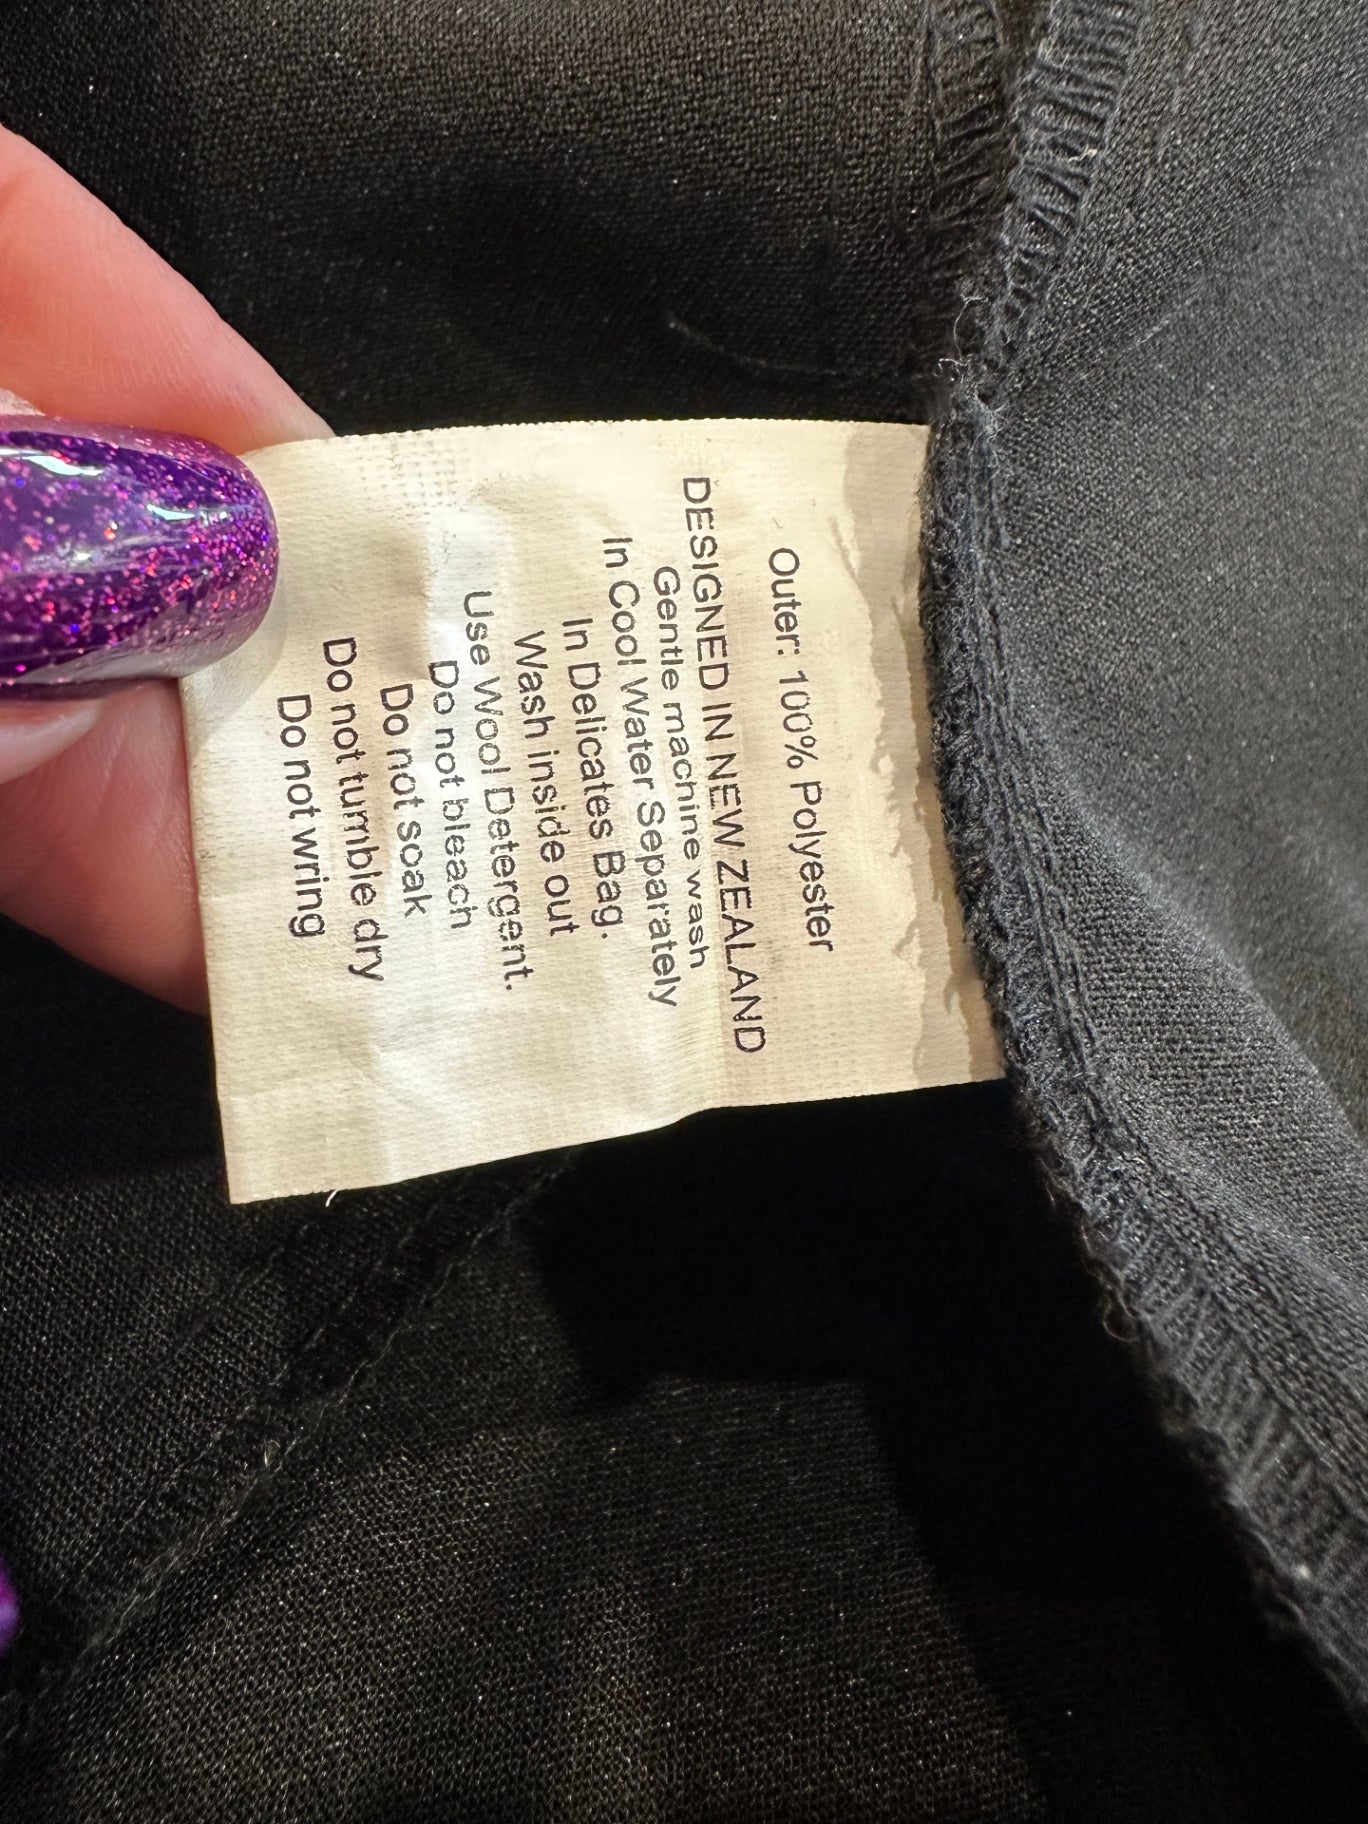 Outer: 100% Polyester
DESIGNED IN NEW ZEALAND
Gentle machine wash
In Cool Water Separately
In Delicates Bag.
Wash inside out
Use Wool Detergent.
Do not bleach
Do not soak
Do not tumble dry
Do not wring